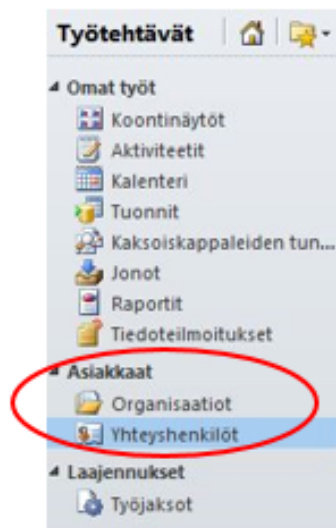 Työtehtävät
Omat työt
Koontinäytöt
Aktiviteetit
Kalenteri
Tuonnit
Kaksoiskappaleiden tun...
Jonot
Raportit
Tiedoteilmoitukset
Asiakkaat
Organisaatiot
Yhteyshenkilöt
Laajennukset
Työjaksot